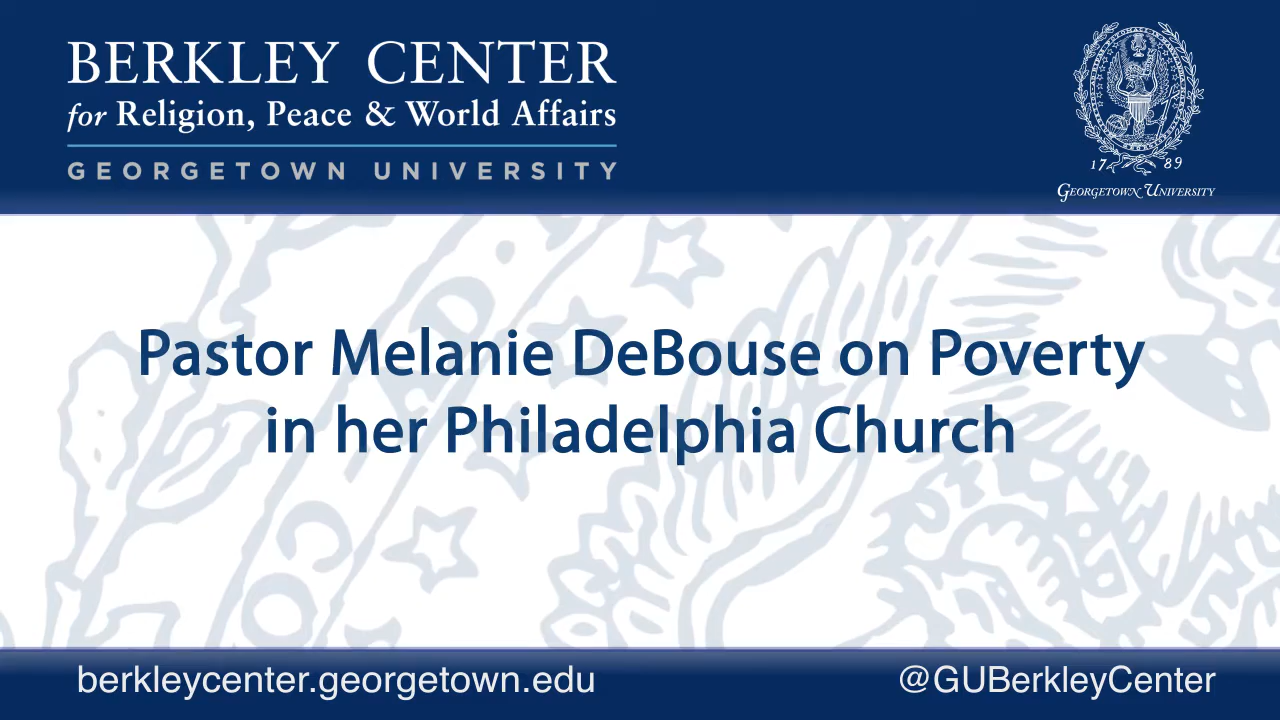 BERKLEY CENTER
for Religion, Peace & World Affairs
GEORGETOWN UNIVERSITY
17 89
GEORGETOWN UNIVERSITY
Pastor Melanie DeBouse on Poverty
in her Philadelphia Church
berkleycenter.georgetown.edu
@GUBerkleyCenter